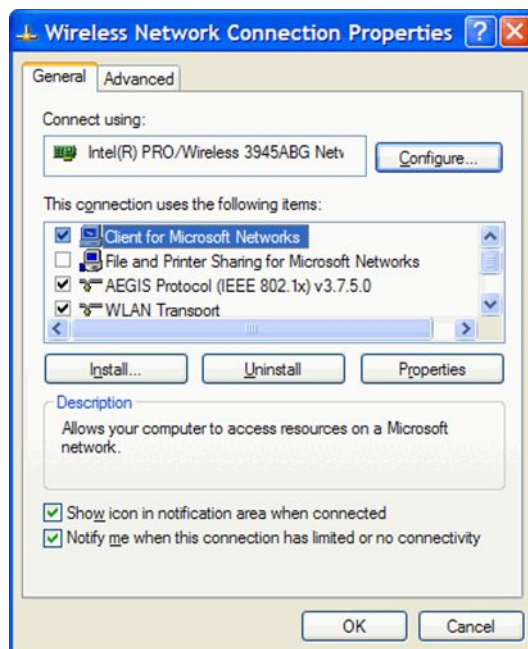 Wireless Network Connection Properties
General Advanced
Connect using:
Intel(R) PRO/Wireless 3945ABG Netw
Configure...
This connection uses the following items:
Client for Microsoft Networks
File and Printer Sharing for Microsoft Networks
AEGIS Protocol (IEEE 802.1x) v3.7.5.0
WLAN Transport
Install... Uninstall Properties
Description
Allows your computer to access resources on a Microsoft
network.
Show icon in notification area when connected
Notify me when this connection has limited or no connectivity
OK Cancel